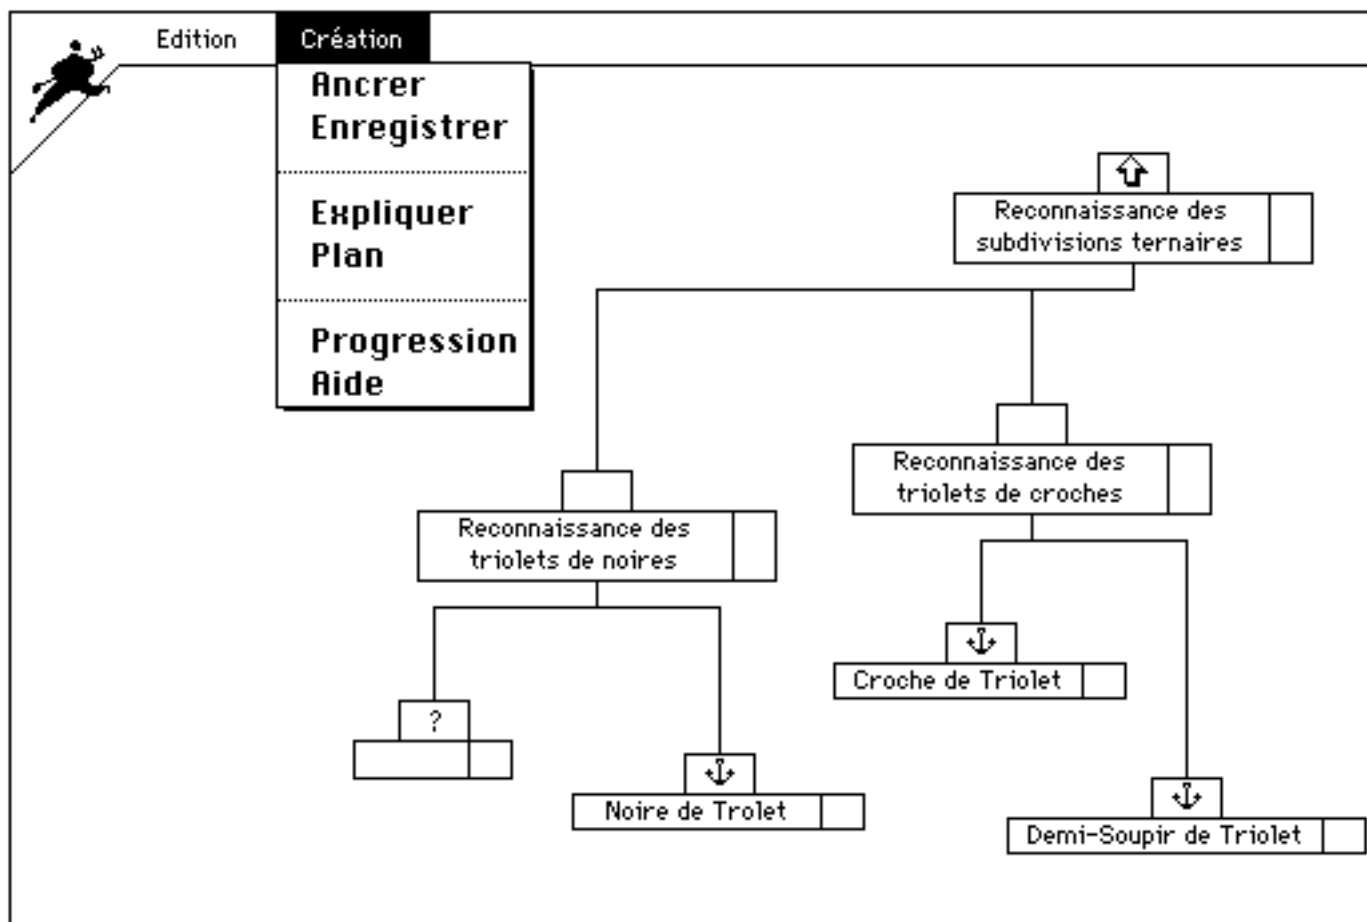 Edition
Création
Ancrer
Enregistrer
Expliquer
Plan
Progression
Aide
Reconnaissance des
subdivisions ternaires
Reconnaissance des
triolets de croches
Reconnaissance des
triolets de noires
Croche de Triolet
?
Noire de Trolet
Demi-Soupir de Triolet